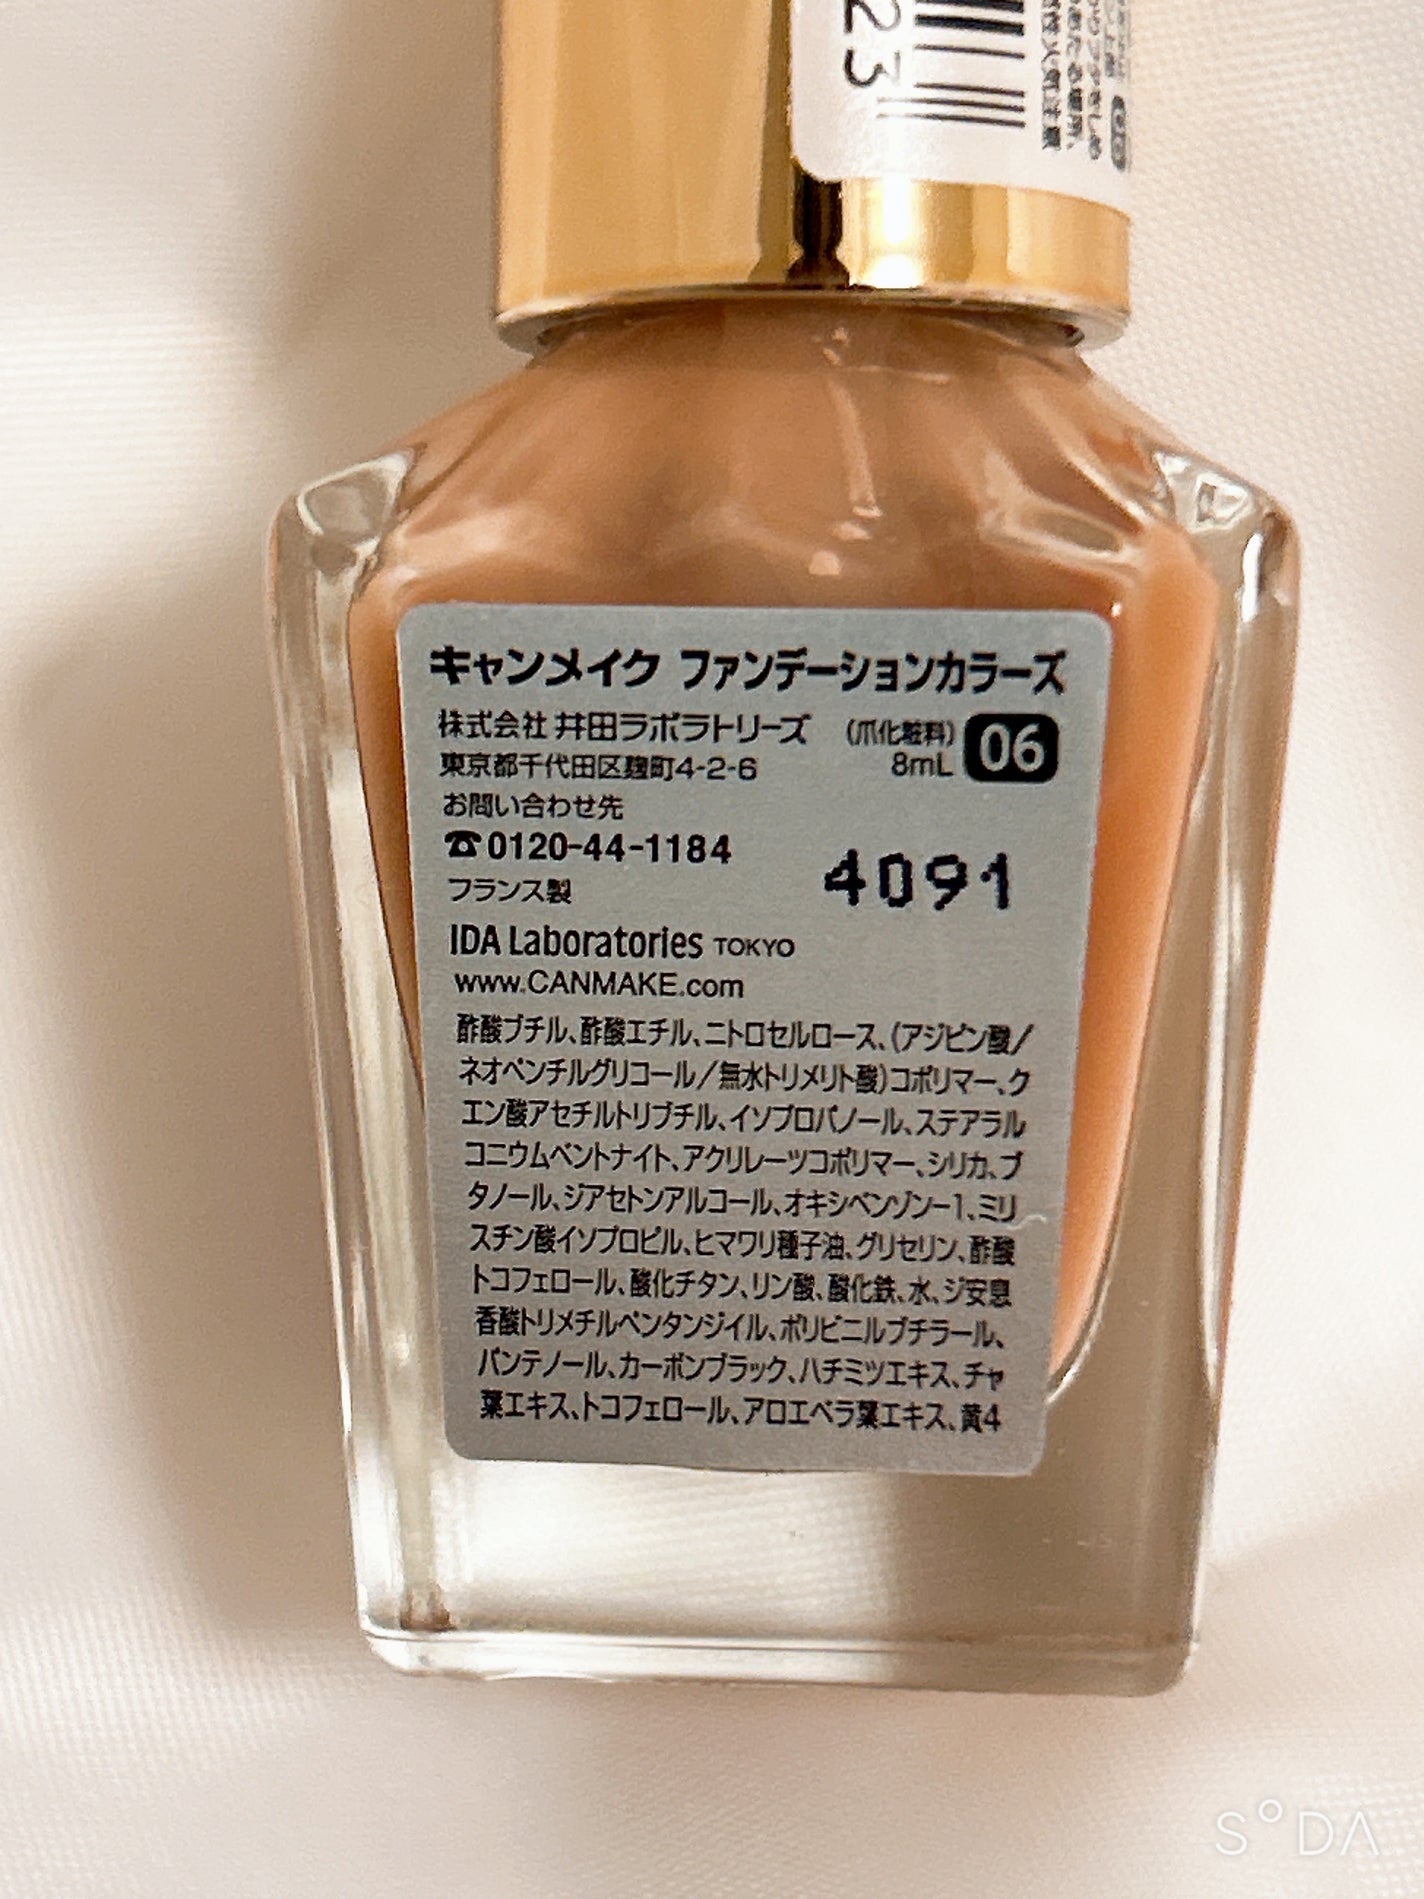 23
キャンメイク ファンデーションカラーズ
株式会社 井田ラボラトリーズ (爪化粧料) 06
東京都千代田区麹町4-2-6 8mL
お問い合わせ先
☎0120-44-1184
4091
フランス製
IDA Laboratories TOKYO
www.CANMAKE.com
酢酸ブチル、酢酸エチル、ニトロセルロース、(アジピン酸/
ネオペンチルグリコール/無水トリメリト酸)コポリマー、ク
エン酸アセチルトリブチル、イソプロパノール、ステアラル
コニウムベントナイト、アクリレーツコポリマー、シリカ、ブ
タノール、ジアセトンアルコール、オキシベンゾン-1、ミリ
スチン酸イソプロピル、ヒマワリ種子油、グリセリン、酢酸
トコフェロール、酸化チタン、リン酸、酸化鉄、水、ジ安息
香酸トリメチルペンタンジイル、ポリビニルブチラール、
パンテノール、カーボンブラック、ハチミツエキス、チャ
葉エキス、トコフェロール、アロエベラ葉エキス、黄4
SODA